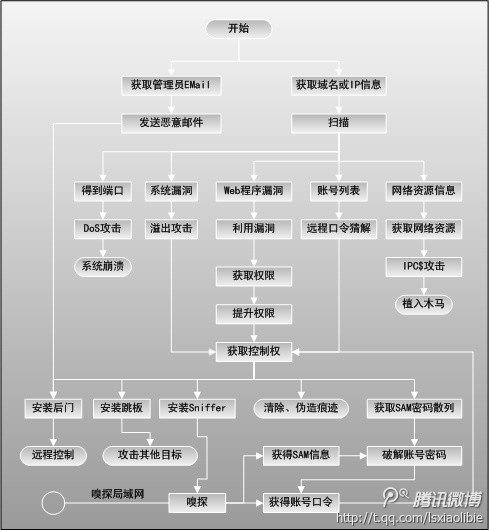 开始
获取管理员EMail
获取域名或IP信息
发送恶意邮件
扫描
得到端口
系统漏洞
Web程序漏洞
账号列表
网络资源信息
DoS攻击
溢出攻击
利用漏洞
远程口令猜解
获取网络资源
系统崩溃
获取权限
IPC$攻击
提升权限
植入木马
获取控制权
安装后门
安装跳板
安装Sniffer
清除、伪造痕迹
获取SAM密码散列
远程控制
攻击其他目标
获得SAM信息
破解账号密码
嗅探局域网
嗅探
获得账号口令
腾讯微博
http://t.qq.com/lsxiaolibie